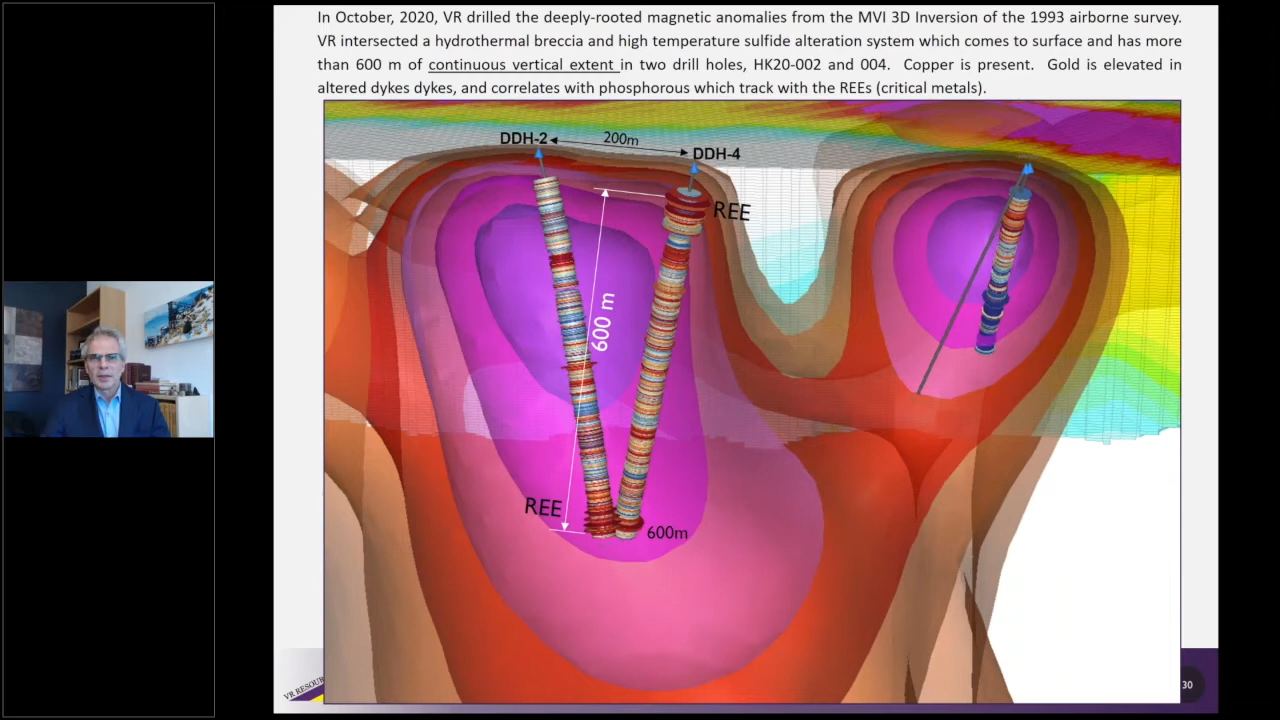 In October, 2020, VR drilled the deeply-rooted magnetic anomalies from the MVI 3D Inversion of the 1993 airborne survey.
VR intersected a hydrothermal breccia and high temperature sulfide alteration system which comes to surface and has more
than 600 m of continuous vertical extent in two drill holes, HK20-002 and 004. Copper is present. Gold is elevated in
altered dykes dykes, and correlates with phosphorous which track with the REEs (critical metals).
DDH-2
200m
DDH-4
REE
600 m
REE
600m
VR
30